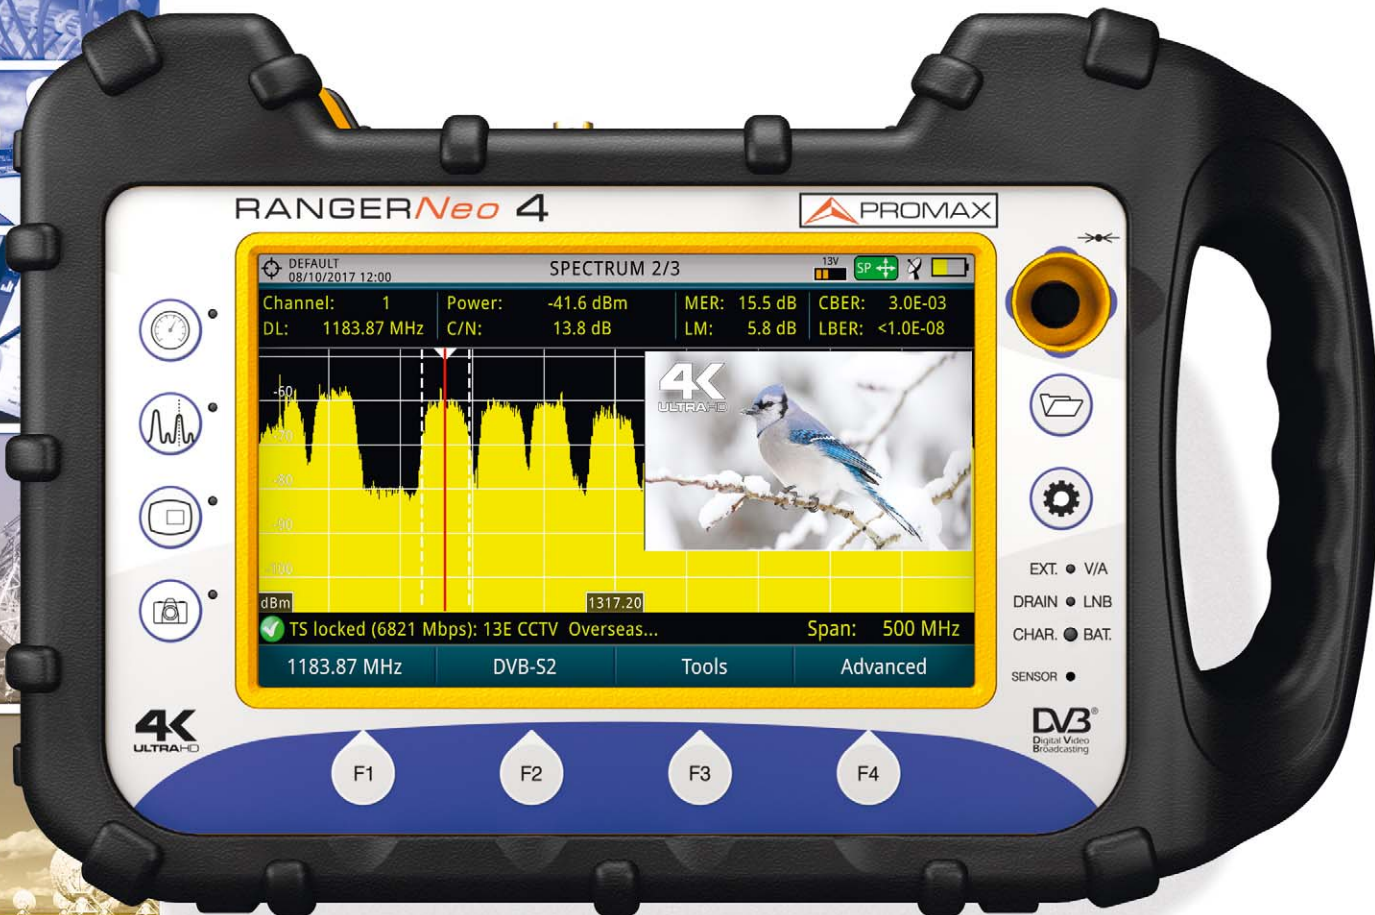 RANGERNeo 4
PROMAX
DEFAULT
08/10/2017 12:00
SPECTRUM 2/3
13V
SP
Channel: 1 Power: -41.6 dBm MER: 15.5 dB CBER: 3.0E-03
DL: 1183.87 MHz C/N: 13.8 dB LM: 5.8 dB LBER: <1.0E-08
4K
ULTRAHD
-60
-70
-80
-90
-100
dBm
1317.20
TS locked (6821 Mbps): 13E CCTV Overseas... Span: 500 MHz
1183.87 MHz DVB-S2 Tools Advanced
EXT. V/A
DRAIN LNB
CHAR. BAT.
SENSOR
4K
ULTRAHD
DVB®
Digital Video
Broadcasting
F1 F2 F3 F4